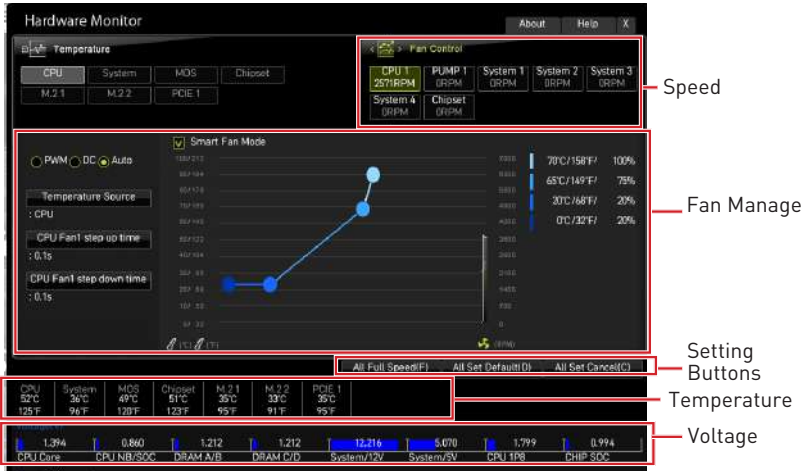 Hardware Monitor
About Help X
Temperature
CPU System MOS Chipset
M.2 1 M.2 2 PCIE 1
Fan Control
CPU 1 PUMP 1 System 1 System 2 System 3
2571RPM 0RPM 0RPM 0RPM 0RPM
System 4 Chipset
0RPM 0RPM
Speed
Smart Fan Mode
PWM DC Auto
Temperature Source
: CPU
CPU Fan1 step up time
: 0.1s
CPU Fan1 step down time
: 0.1s
(°C) (°F)
(RPM)
70°C/158°F/ 100%
65°C/149°F/ 75%
20°C/68°F/ 20%
0°C/32°F/ 20%
Fan Manage
All Full Speed(F) All Set Default(D) All Set Cancel(C)
Setting
Buttons
CPU System MOS Chipset M.2 1 M.2 2 PCIE 1
52°C 36°C 49°C 51°C 35°C 33°C 35°C
125°F 96°F 120°F 123°F 95°F 91°F 95°F
Temperature
1.394 0.860 1.212 1.212 12.216 5.070 1.799 0.994
CPU Core CPU NB/SOC DRAM A/B DRAM C/D System/12V System/5V CPU 1P8 CHIP SOC
Voltage